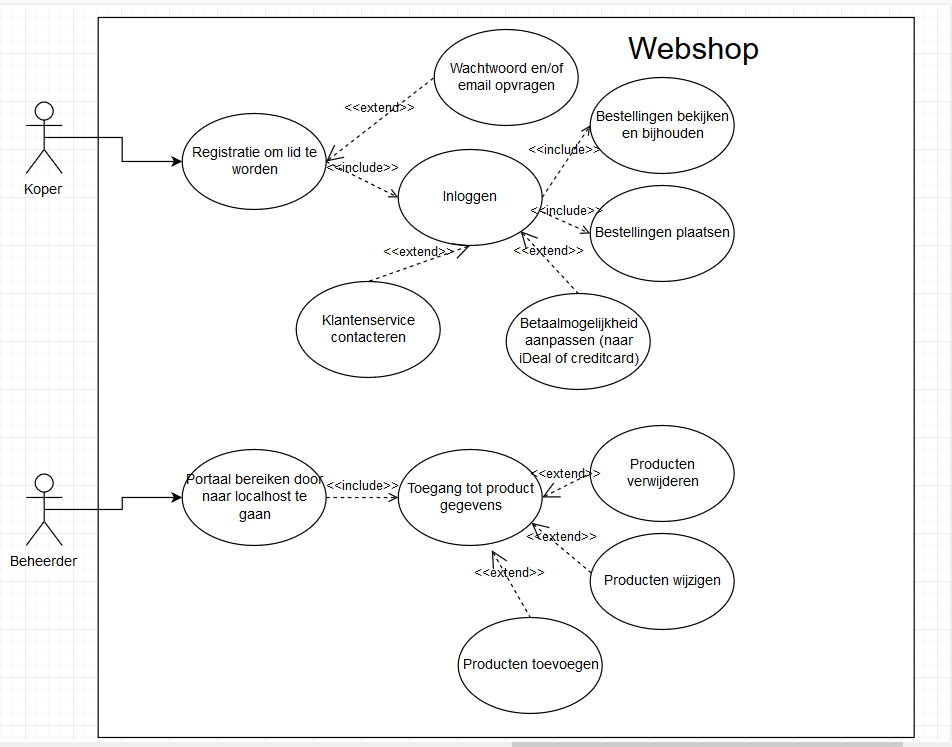 Webshop
Wachtwoord en/of
email opvragen
<<extend>>
Bestellingen bekijken
en bijhouden
Koper
Registratie om lid te
worden
<<include>>
<<include>>
Inloggen
<<include>>
Bestellingen plaatsen
<<extend>>
<<extend>>
Klantenservice
contacteren
Betaalmogelijkheid
aanpassen (naar
iDeal of creditcard)
Beheerder
Portaal bereiken door
naar localhost te
gaan
<<include>>
Toegang tot product
gegevens
<<extend>>
Producten
verwijderen
<<extend>>
Producten wijzigen
<<extend>>
Producten toevoegen